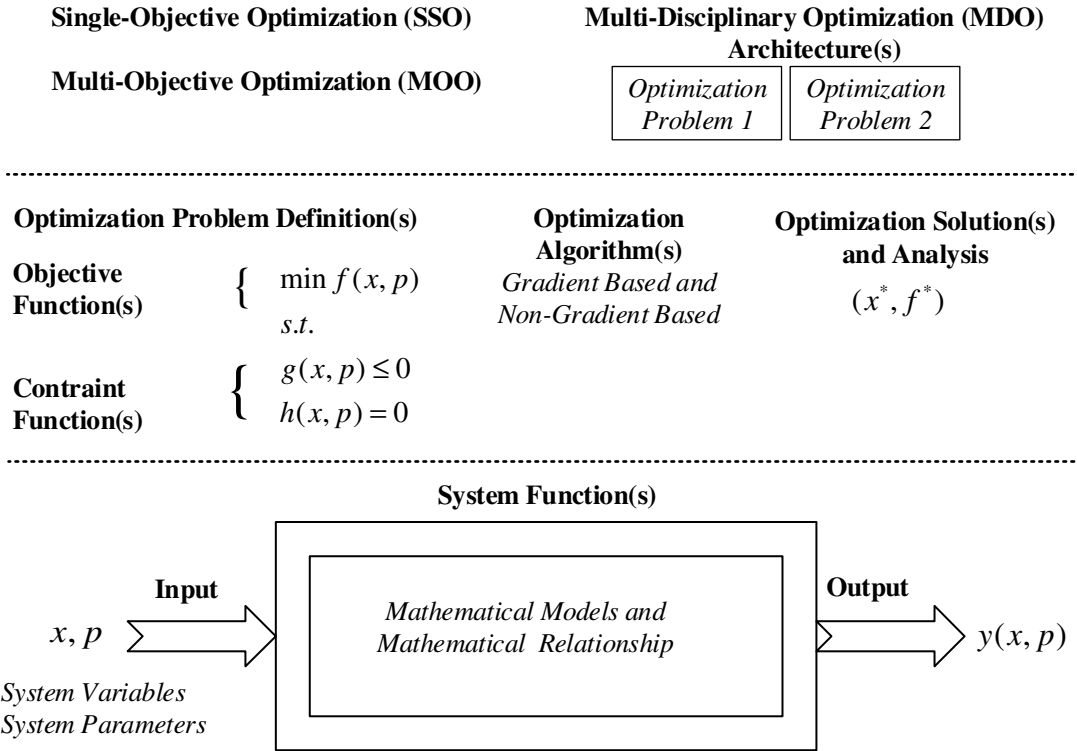 Single-Objective Optimization (SSO)
Multi-Objective Optimization (MOO)
Multi-Disciplinary Optimization (MDO)
Architecture(s)
Optimization
Problem 1
Optimization
Problem 2
Optimization Problem Definition(s)
Objective
Function(s)
{ min f(x, p)
s.t.
Contraint
Function(s)
{ g(x, p) ≤ 0
h(x, p) = 0
Optimization
Algorithm(s)
Gradient Based and
Non-Gradient Based
Optimization Solution(s)
and Analysis
(x*, f*)
System Function(s)
Input
x, p
System Variables
System Parameters
Mathematical Models and
Mathematical Relationship
Output
y(x, p)